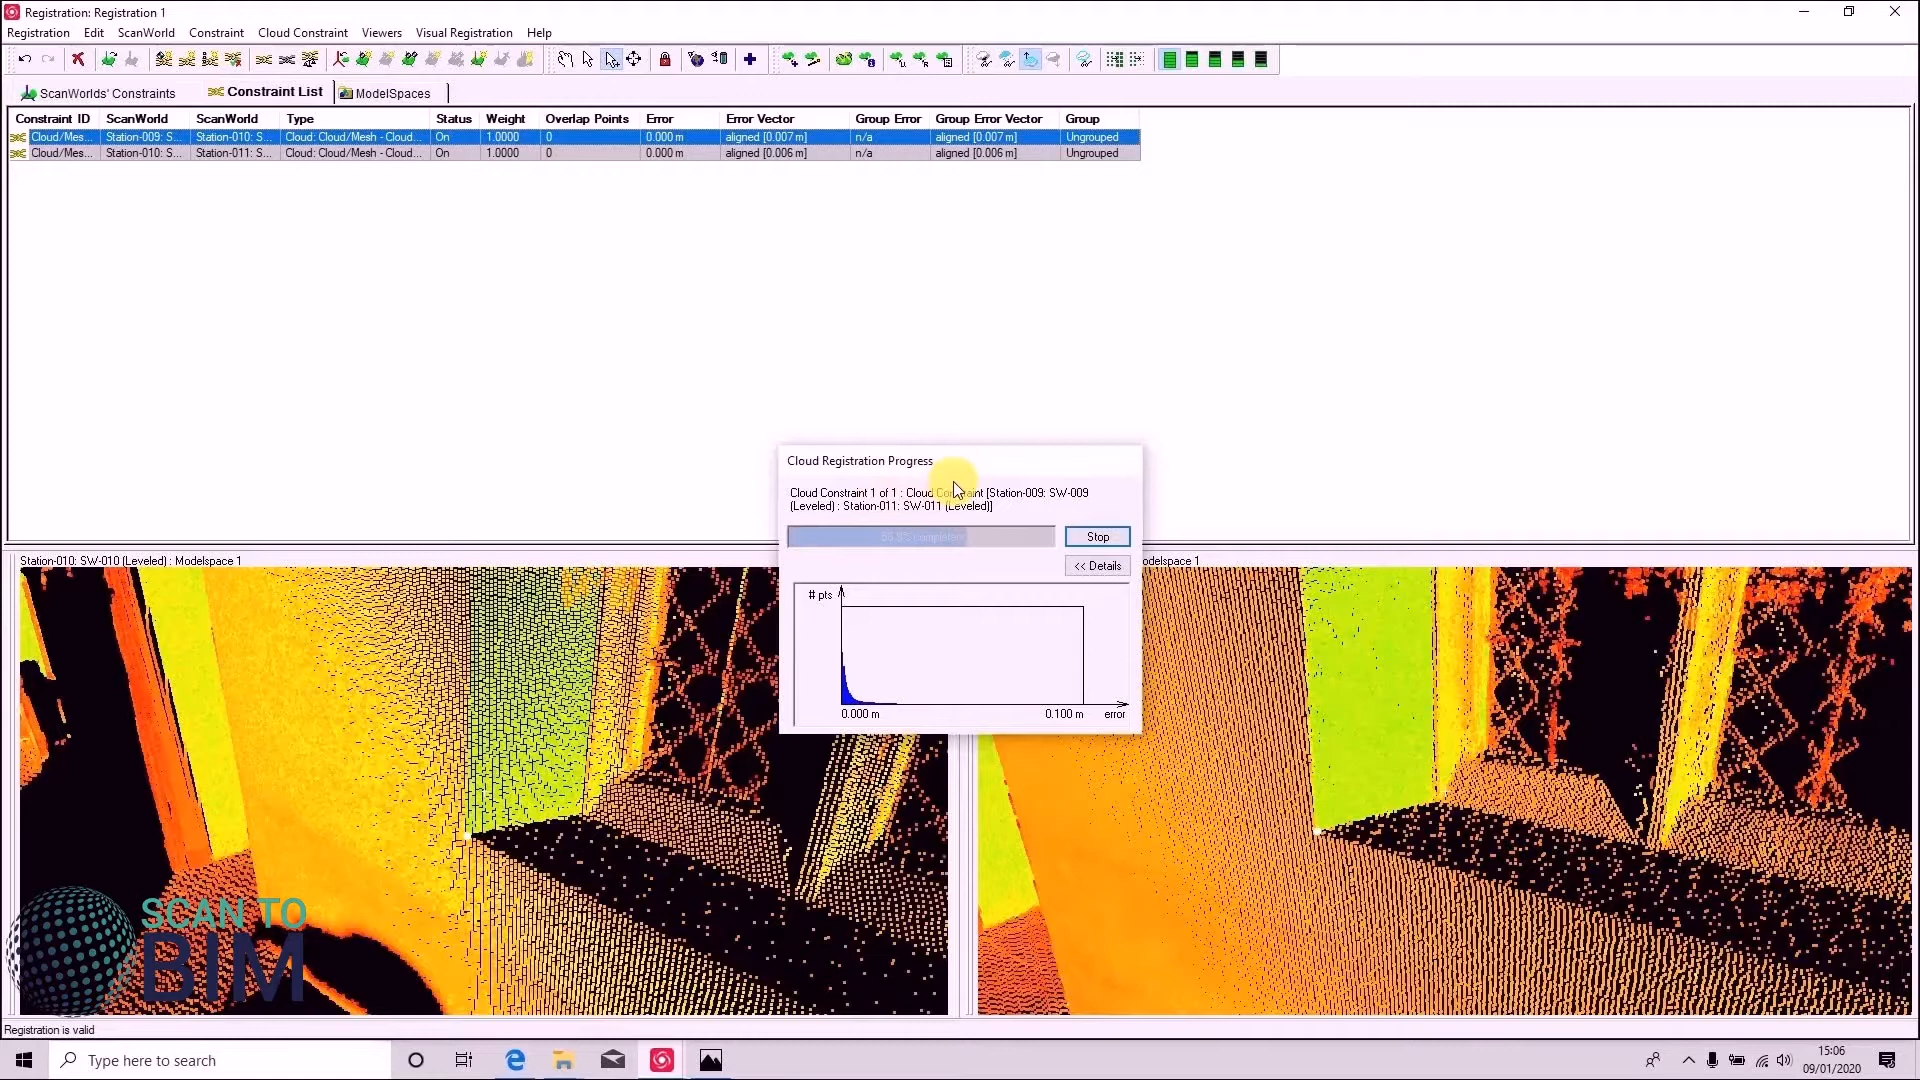 Registration: Registration 1
Registration Edit ScanWorld Constraint Cloud Constraint Viewers Visual Registration Help
ScanWorlds' Constraints Constraint List ModelSpaces
Constraint ID ScanWorld ScanWorld Type Status Weight Overlap Points Error Error Vector Group Error Group Error Vector Group
Cloud/Mes... Station-009: S... Station-010: S... Cloud: Cloud/Mesh - Cloud... On 1.0000 0 0.000 m aligned [0.007 m] n/a aligned [0.007 m] Ungrouped
Cloud/Mes... Station-010: S... Station-011: S... Cloud: Cloud/Mesh - Cloud... On 1.0000 0 0.000 m aligned [0.006 m] n/a aligned [0.006 m] Ungrouped
Cloud Registration Progress
Cloud Constraint 1 of 1 : Cloud Constraint [Station-009: SW-009
(Leveled) : Station-011: SW-011 (Leveled)]
Stop
<< Details
# pts
0.000 m 0.100 m error
Station-010: SW-010 (Leveled) : Modelspace 1
odelspace 1
SCAN TO
BIM
Registration is valid
Type here to search
15:06
09/01/2020